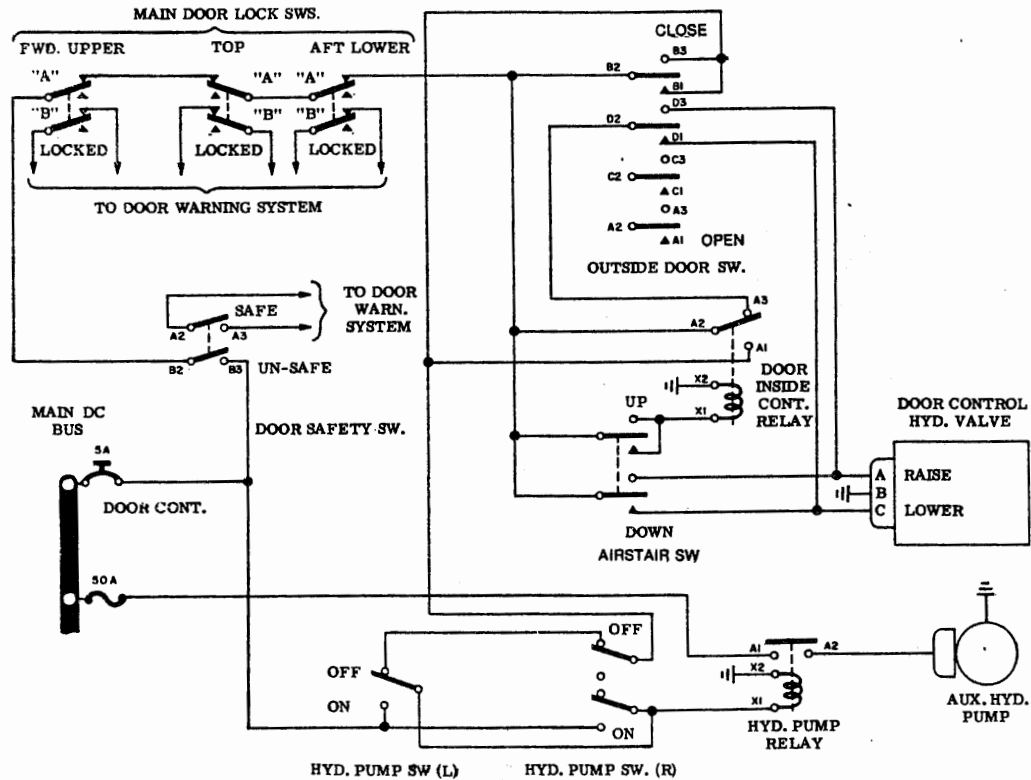 MAIN DOOR LOCK SWS.
FWD. UPPER
TOP
AFT LOWER
"A"
"A"
"A"
"B"
"B"
"B"
LOCKED
LOCKED
LOCKED
TO DOOR WARNING SYSTEM
CLOSE
B3
B2
B1
D3
D2
D1
C3
C2
C1
A3
A2
A1
OPEN
OUTSIDE DOOR SW.
SAFE
A2
A3
TO DOOR
WARN.
SYSTEM
B2
B3
UN-SAFE
DOOR SAFETY SW.
A3
A2
A1
DOOR
INSIDE
CONT.
RELAY
X2
X1
UP
DOWN
AIRSTAIR SW
DOOR CONTROL
HYD. VALVE
A
RAISE
B
C
LOWER
MAIN DC
BUS
5A
DOOR CONT.
50A
OFF
ON
HYD. PUMP SW (L)
OFF
ON
HYD. PUMP SW. (R)
A1
A2
X2
X1
HYD. PUMP
RELAY
AUX. HYD.
PUMP